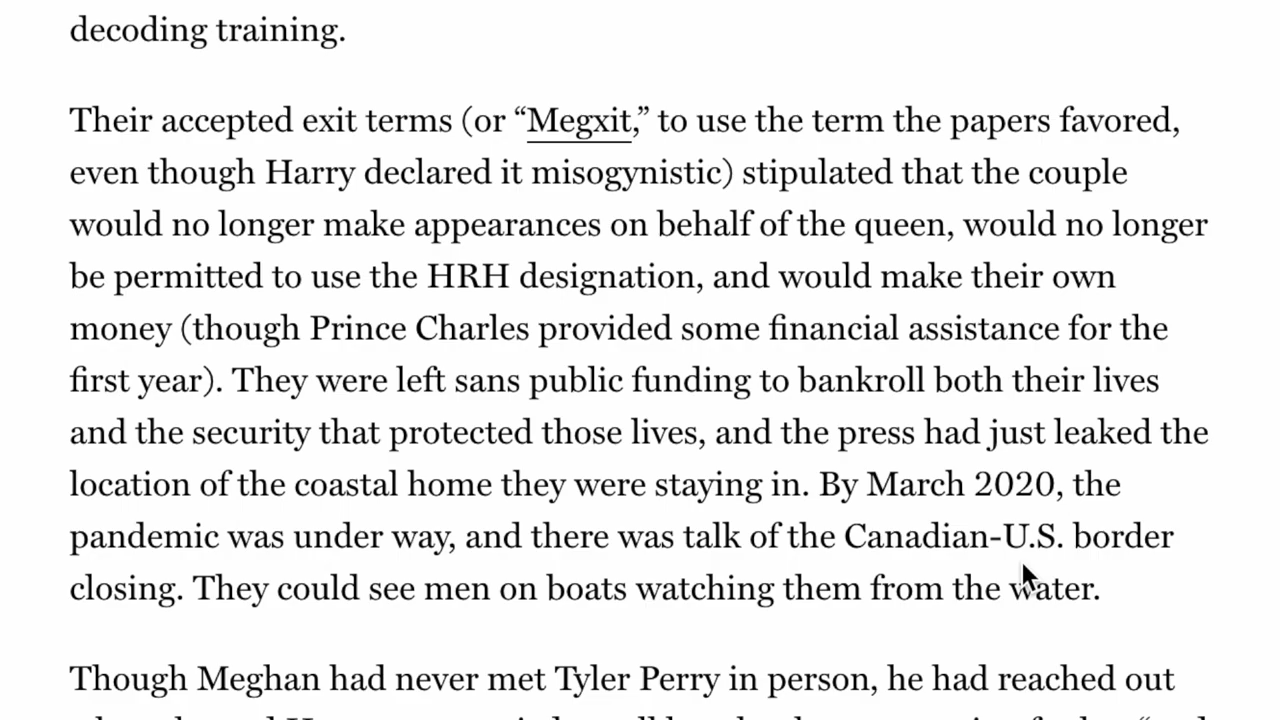 decoding training.
Their accepted exit terms (or “Megxit,” to use the term the papers favored,
even though Harry declared it misogynistic) stipulated that the couple
would no longer make appearances on behalf of the queen, would no longer
be permitted to use the HRH designation, and would make their own
money (though Prince Charles provided some financial assistance for the
first year). They were left sans public funding to bankroll both their lives
and the security that protected those lives, and the press had just leaked the
location of the coastal home they were staying in. By March 2020, the
pandemic was under way, and there was talk of the Canadian-U.S. border
closing. They could see men on boats watching them from the water.
Though Meghan had never met Tyler Perry in person, he had reached out